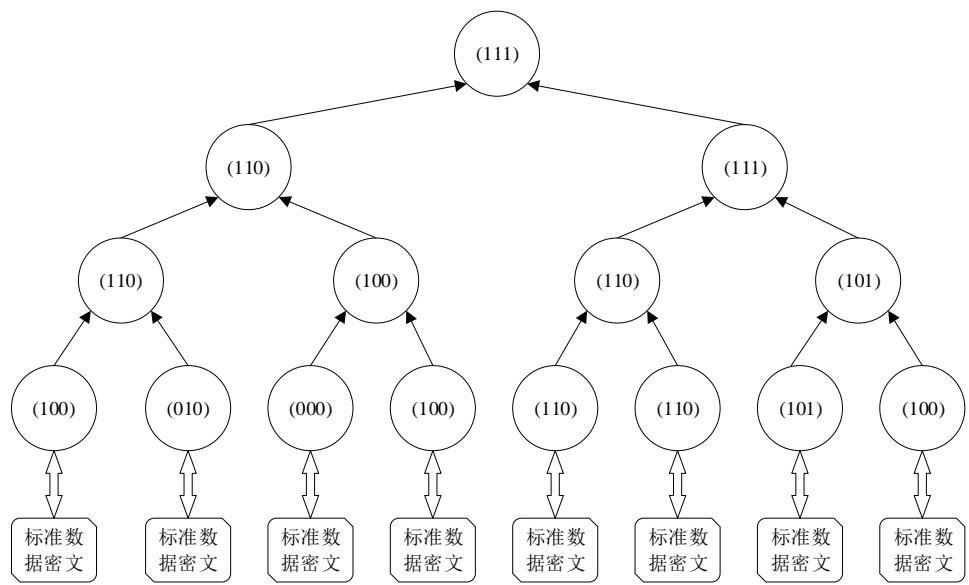 (111)
(110)
(111)
(110)
(100)
(110)
(101)
(100)
(010)
(000)
(100)
(110)
(110)
(101)
(100)
标准数
据密文
标准数
据密文
标准数
据密文
标准数
据密文
标准数
据密文
标准数
据密文
标准数
据密文
标准数
据密文